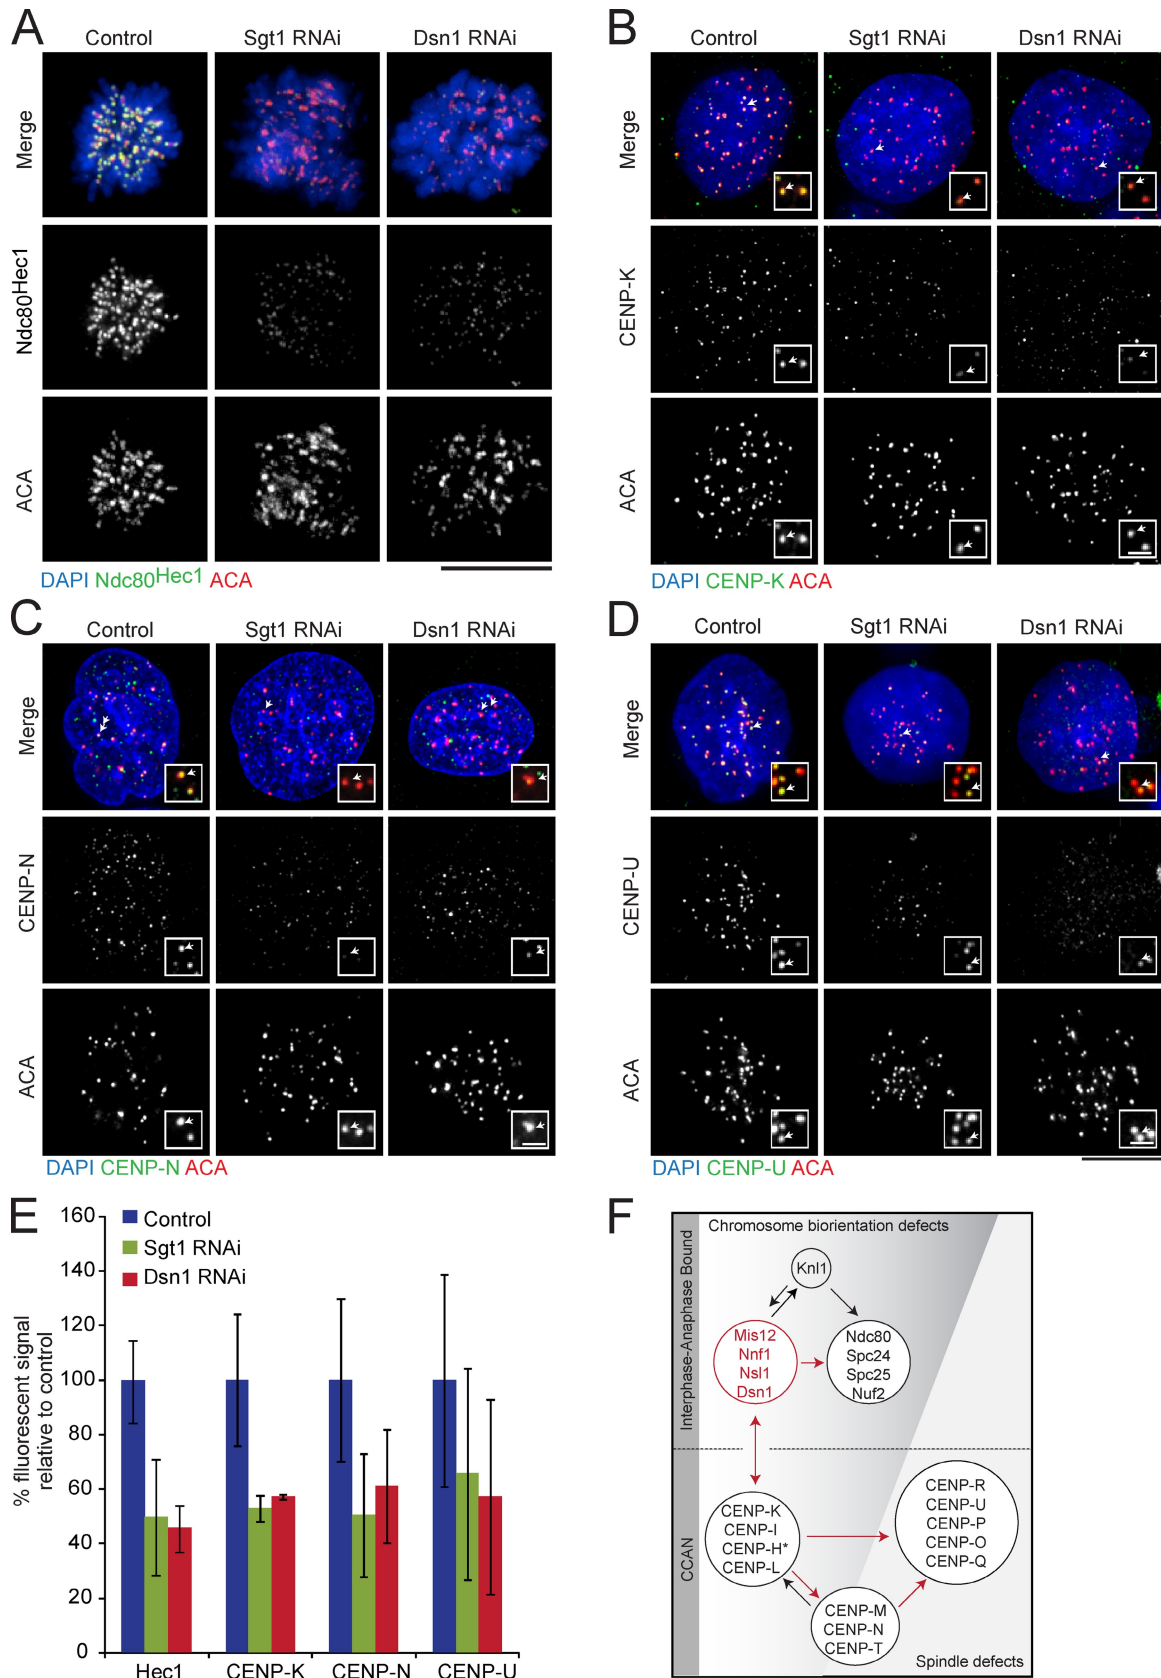 A
Control
Sgt1 RNAi
Dsn1 RNAi
Merge
Ndc80Hec1
ACA
DAPI Ndc80Hec1 ACA
B
Control
Sgt1 RNAi
Dsn1 RNAi
Merge
CENP-K
ACA
DAPI CENP-K ACA
C
Control
Sgt1 RNAi
Dsn1 RNAi
Merge
CENP-N
ACA
DAPI CENP-N ACA
D
Control
Sgt1 RNAi
Dsn1 RNAi
Merge
CENP-U
ACA
DAPI CENP-U ACA
E
% fluorescent signal
relative to control
160
140
120
100
80
60
40
20
0
Control
Sgt1 RNAi
Dsn1 RNAi
Hec1
CENP-K
CENP-N
CENP-U
F
Interphase-Anaphase Bound
CCAN
Chromosome biorientation defects
Knl1
Mis12
Nnf1
Nsl1
Dsn1
Ndc80
Spc24
Spc25
Nuf2
CENP-K
CENP-I
CENP-H*
CENP-L
CENP-R
CENP-U
CENP-P
CENP-O
CENP-Q
CENP-M
CENP-N
CENP-T
Spindle defects